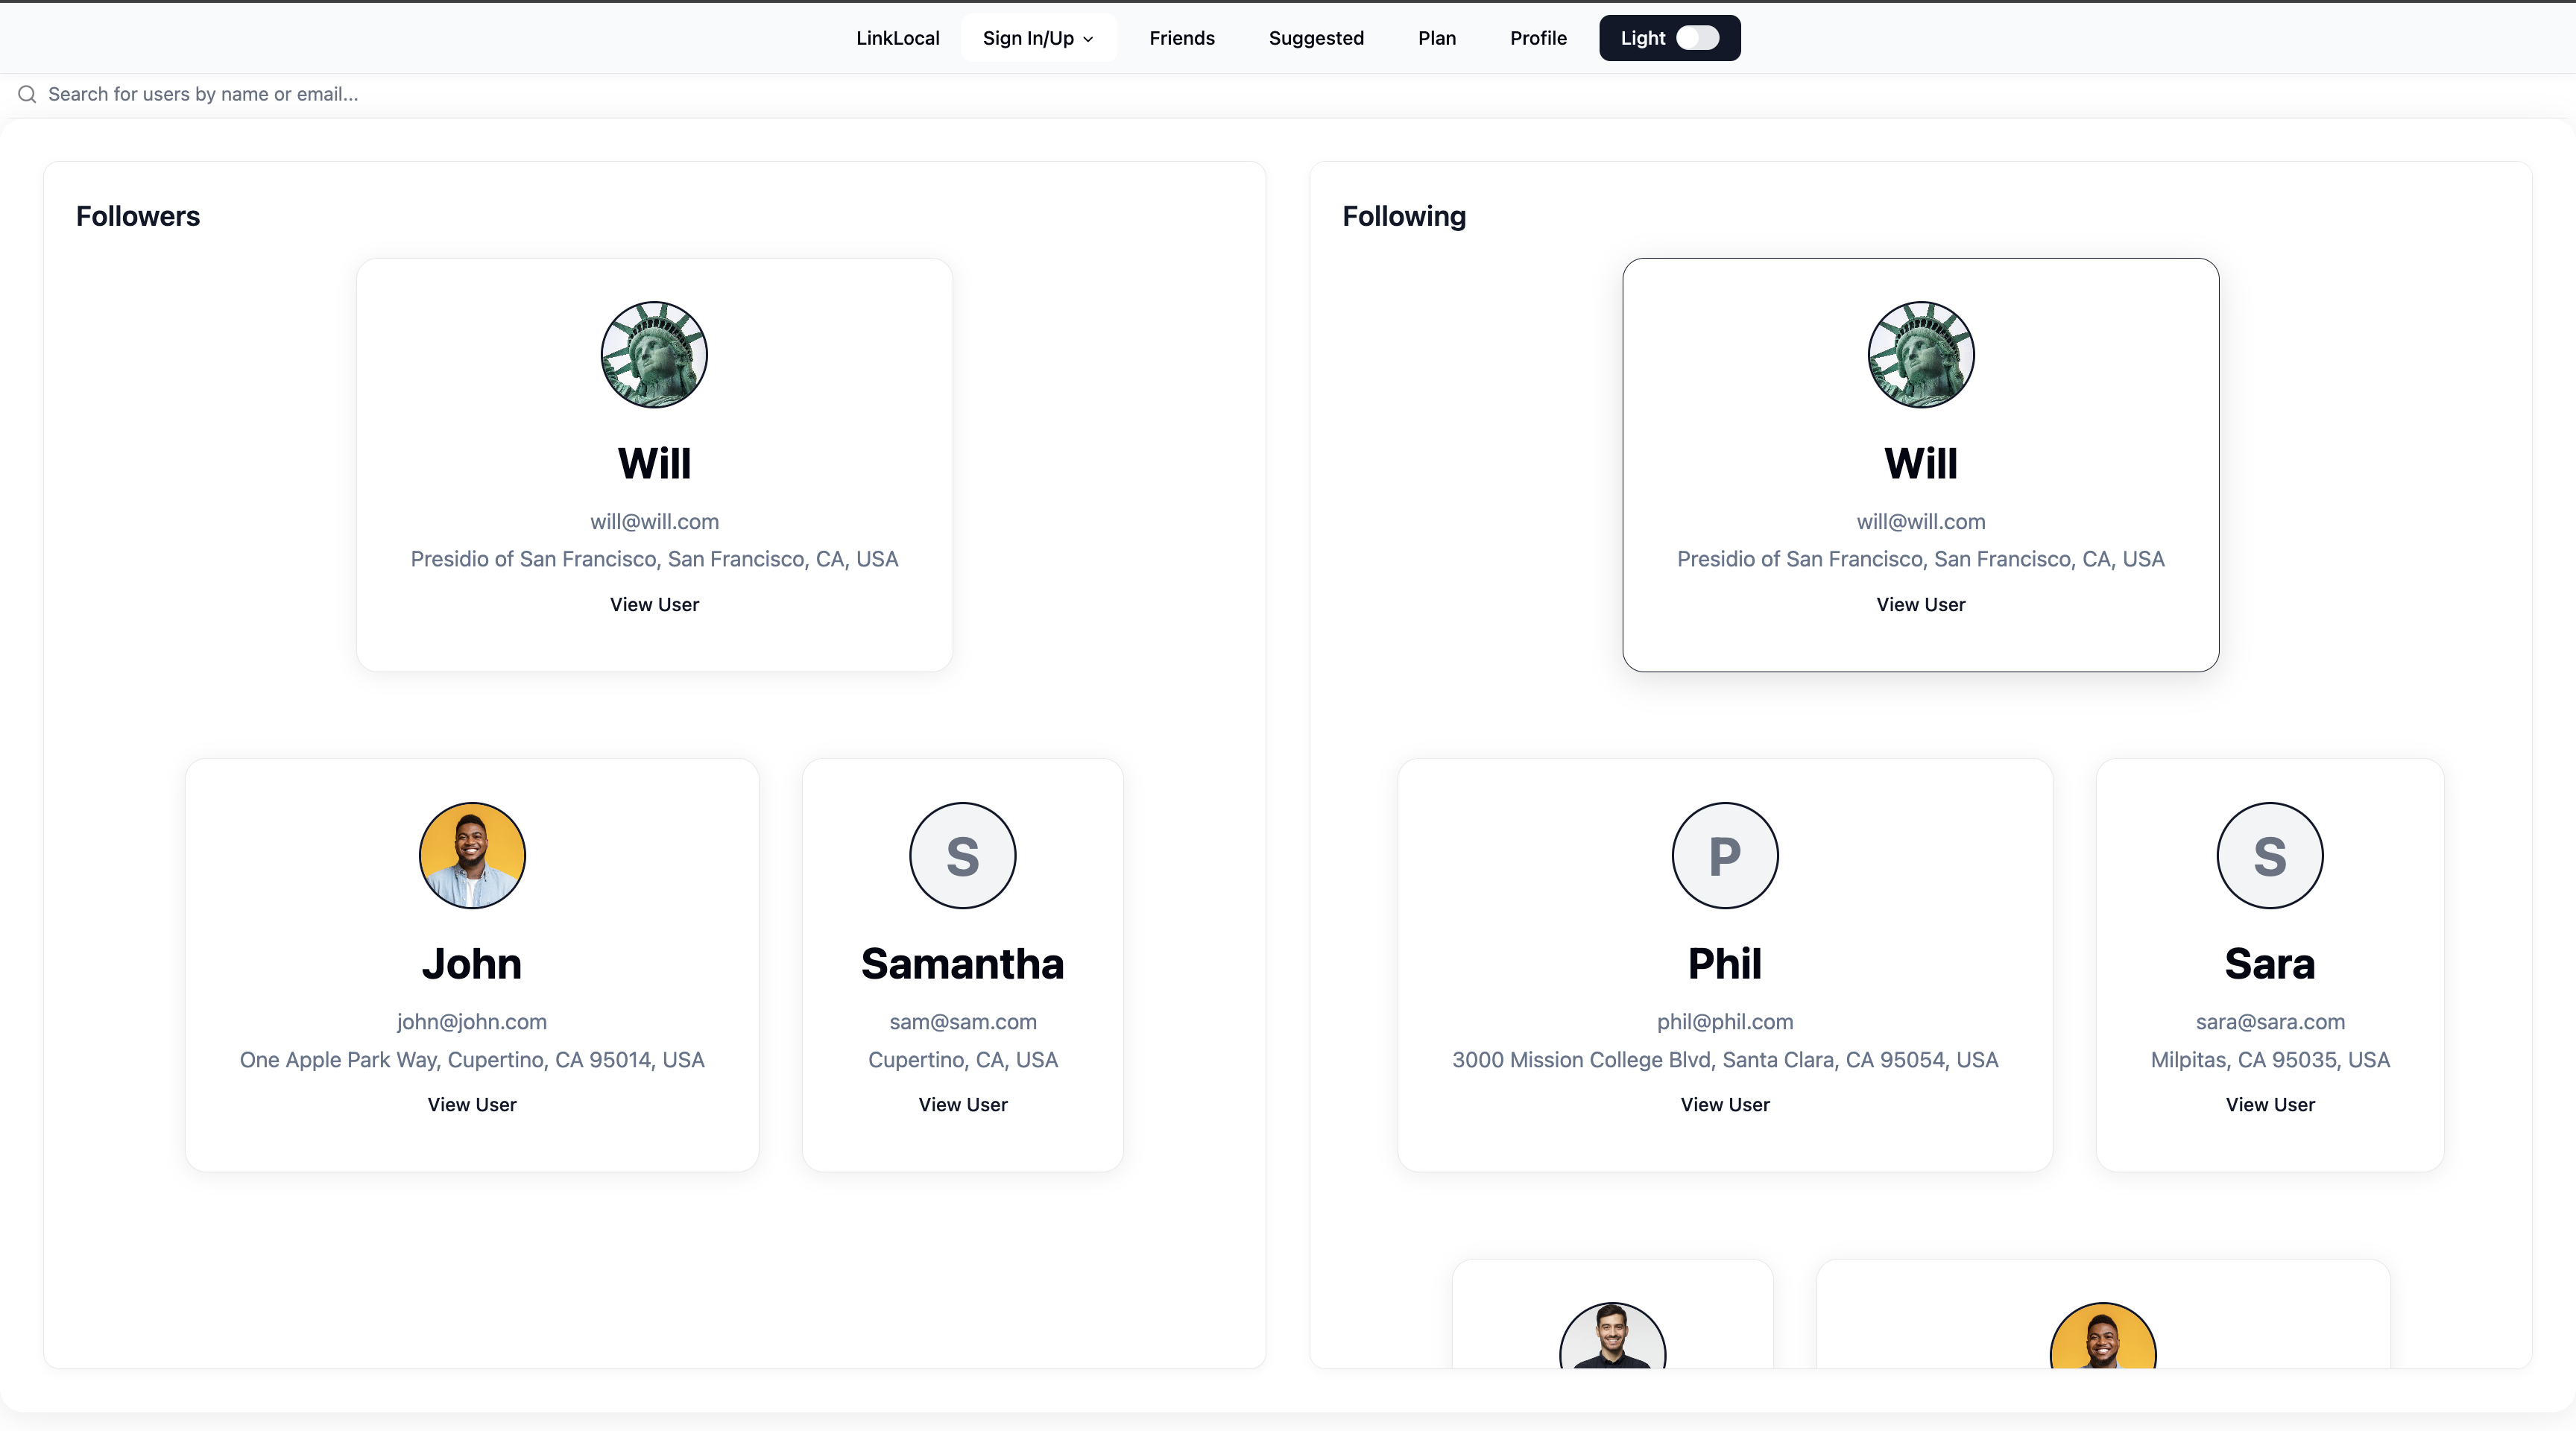 LinkLocal Sign In/Up Friends Suggested Plan Profile Light
Search for users by name or email...
Followers
Will
will@will.com
Presidio of San Francisco, San Francisco, CA, USA
View User
John
john@john.com
One Apple Park Way, Cupertino, CA 95014, USA
View User
S
Samantha
sam@sam.com
Cupertino, CA, USA
View User
Following
Will
will@will.com
Presidio of San Francisco, San Francisco, CA, USA
View User
P
Phil
phil@phil.com
3000 Mission College Blvd, Santa Clara, CA 95054, USA
View User
S
Sara
sara@sara.com
Milpitas, CA 95035, USA
View User